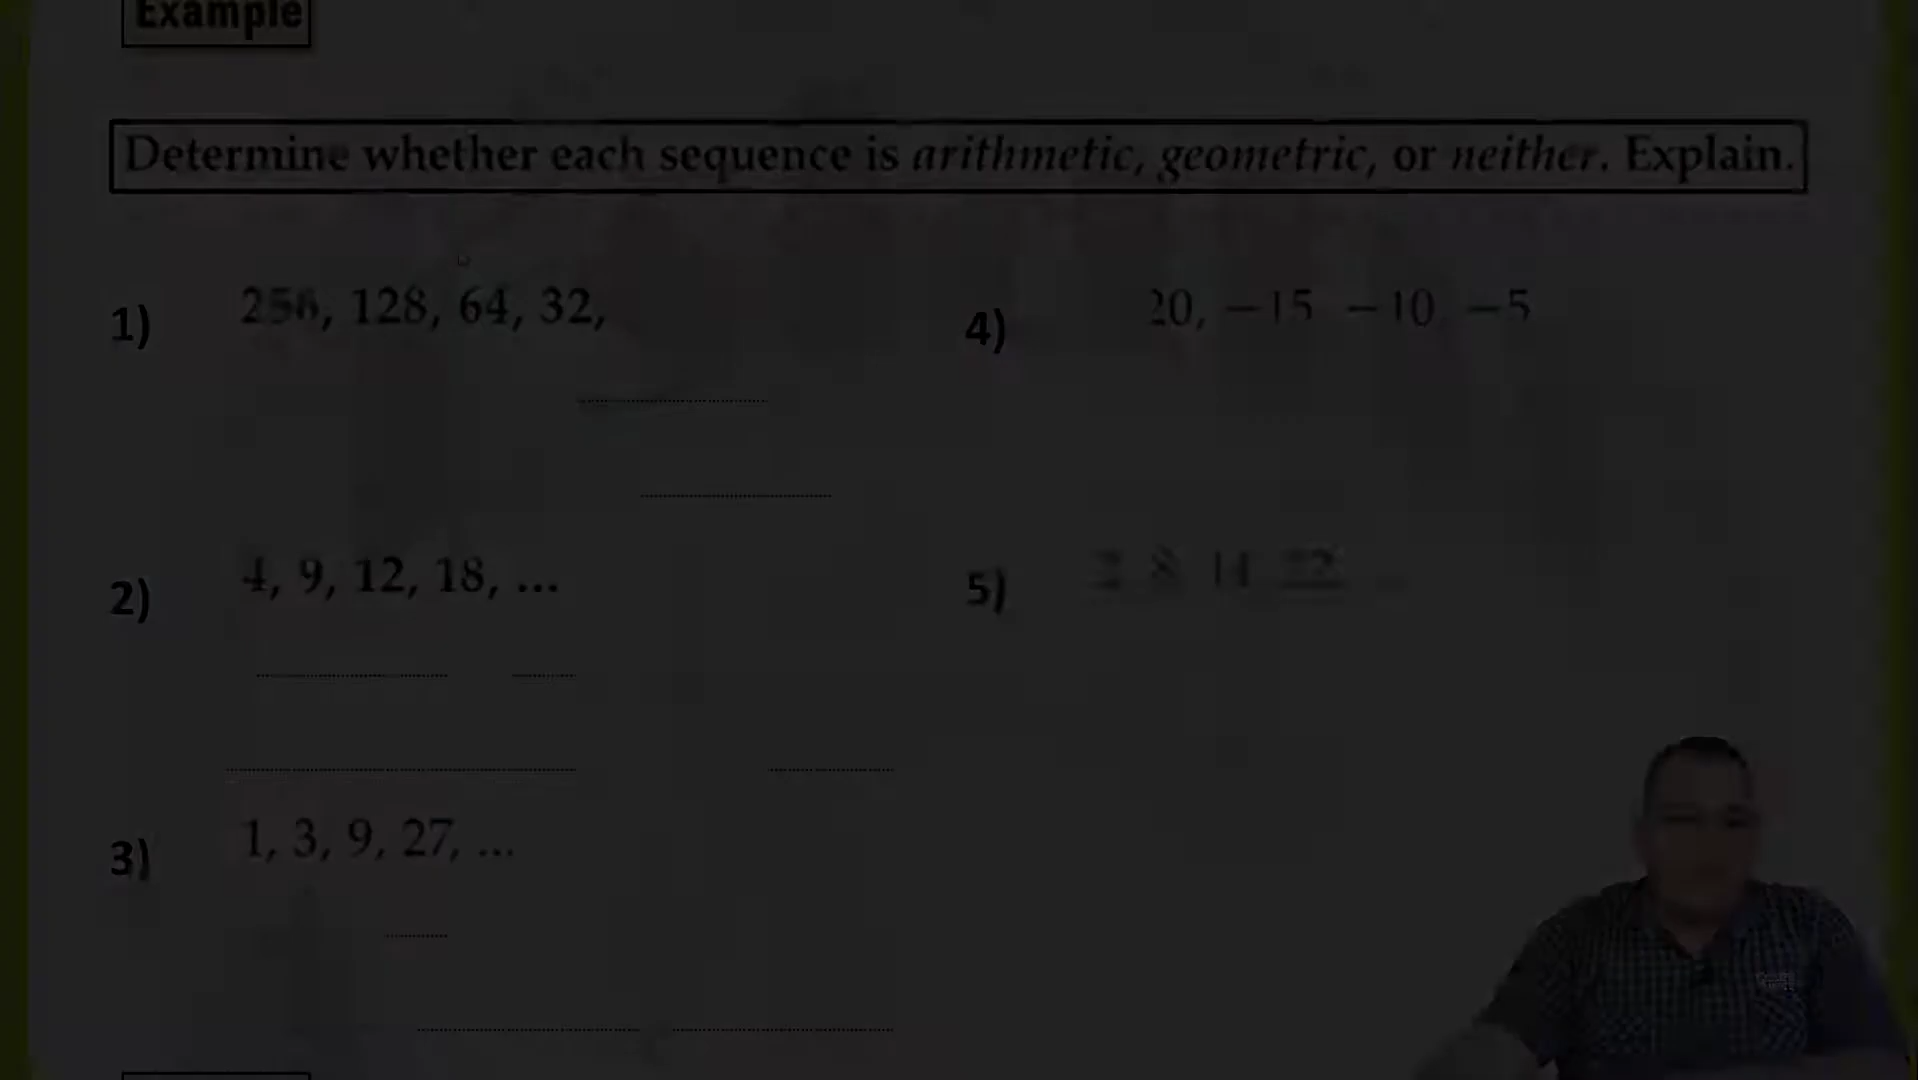 Example
Determine whether each sequence is arithmetic, geometric, or neither. Explain.
1) 256, 128, 64, 32,
4) 20, −15 −10 −5
2) 4, 9, 12, 18, ...
5)
3) 1, 3, 9, 27, ...